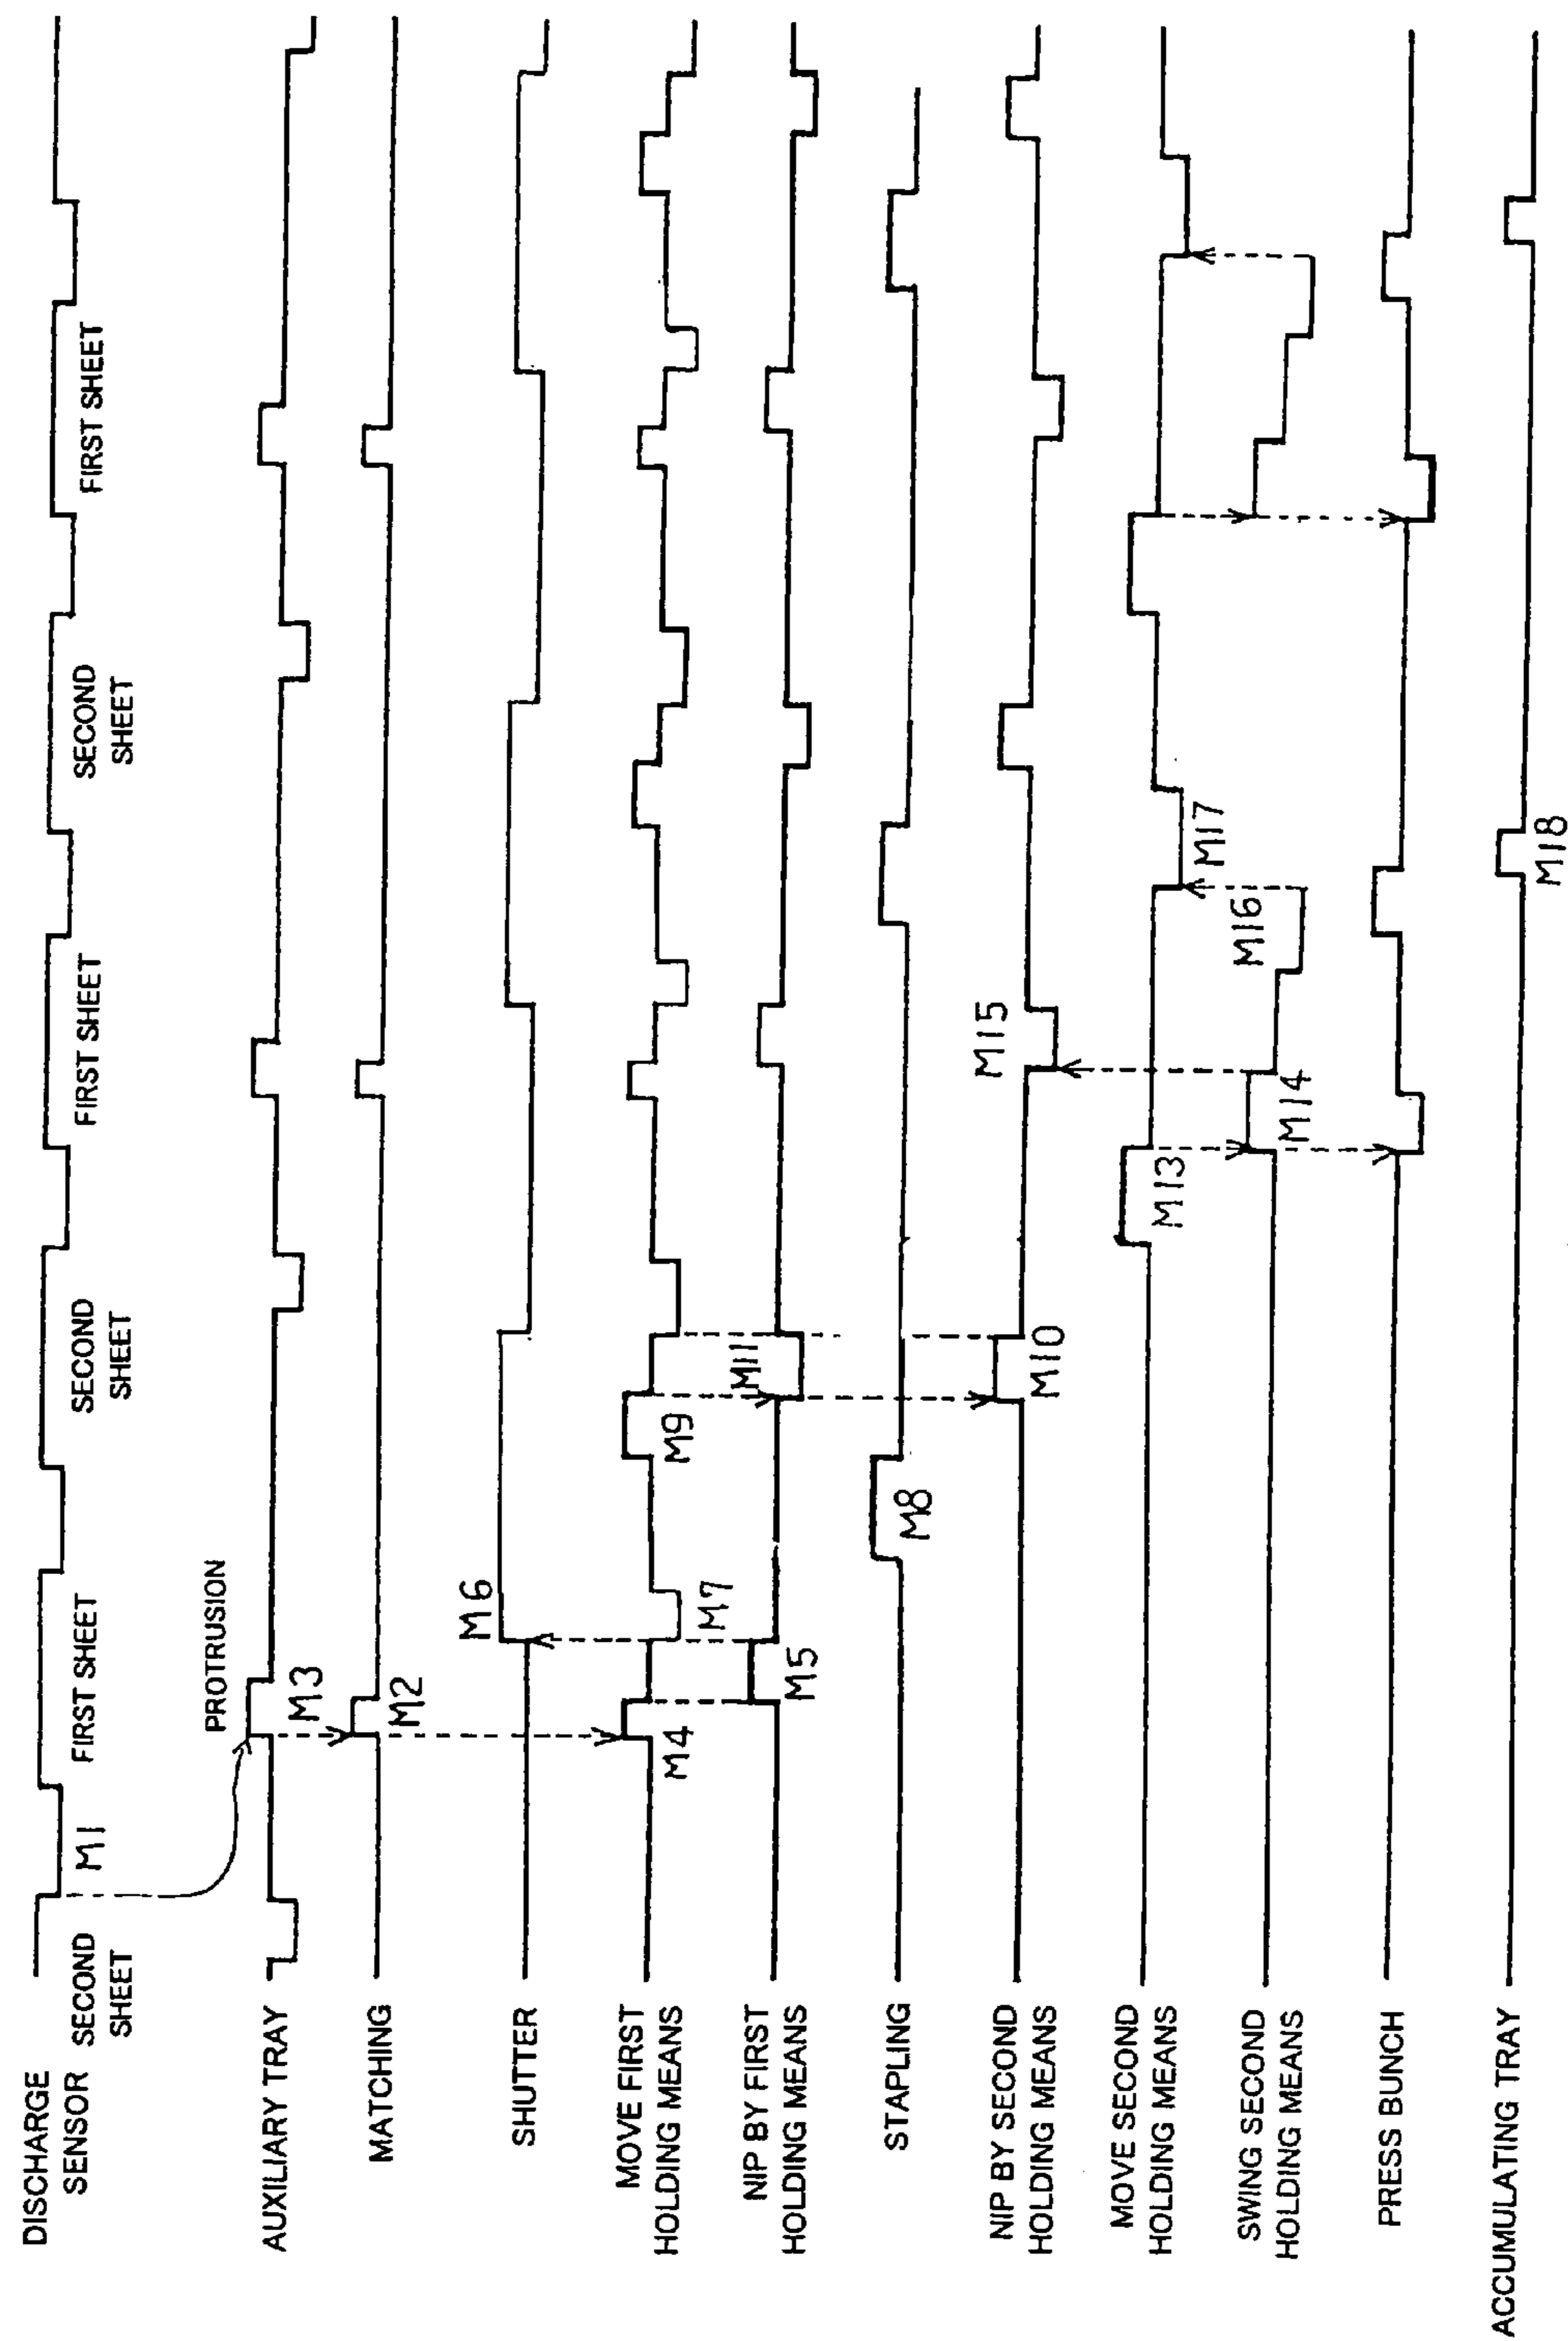 DISCHARGE
SENSOR
SECOND
SHEET
M1
FIRST SHEET
SECOND
SHEET
FIRST SHEET
SECOND
SHEET
FIRST SHEET
AUXILIARY TRAY
PROTRUSION
M3
MATCHING
M2
SHUTTER
M6
MOVE FIRST
HOLDING MEANS
M4
M7
M9
NIP BY FIRST
HOLDING MEANS
M5
M11
STAPLING
M8
NIP BY SECOND
HOLDING MEANS
M10
M15
MOVE SECOND
HOLDING MEANS
M13
M17
SWING SECOND
HOLDING MEANS
M14
M16
PRESS BUNCH
ACCUMULATING TRAY
M18